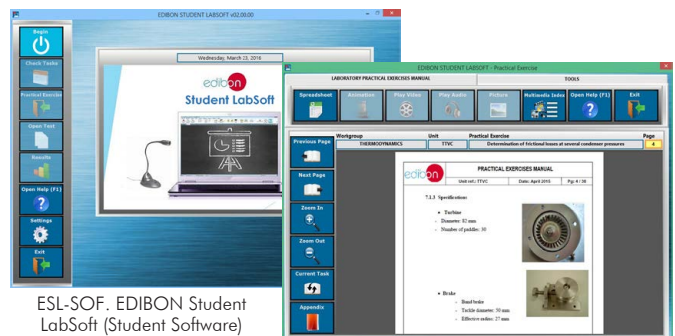 EDIBON STUDENT LABSOFT v02.00.00
Begin
Check Tasks
Practical Exercise
Open Test
Results
Open Help (F1)
Settings
Exit
Wednesday, March 23, 2016
edibon
Student LabSoft
ESL-SOF. EDIBON Student
LabSoft (Student Software)
EDIBON STUDENT LABSOFT - Practical Exercise
LABORATORY PRACTICAL EXERCISES MANUAL
TOOLS
Spreadsheet
Animation
Play Video
Play Audio
Picture
Multimedia Index
Open Help (F1)
Exit
Workgroup
Unit
Practical Exercise
Page
THERMODYNAMICS
TTVC
Determination of frictional losses at several condenser pressures
4
Previous Page
Next Page
Zoom In
Zoom Out
Current Task
Appendix
edibon
PRACTICAL EXERCISES MANUAL
Unit ref.: TTVC
Date: April 2015
Pg: 4 / 38
7.1.3 Specifications
• Turbine
- Diameter: 82 mm
- Number of paddles: 30
• Brake
- Band brake
- Tackle diameter: 50 mm
- Effective radius: 27 mm